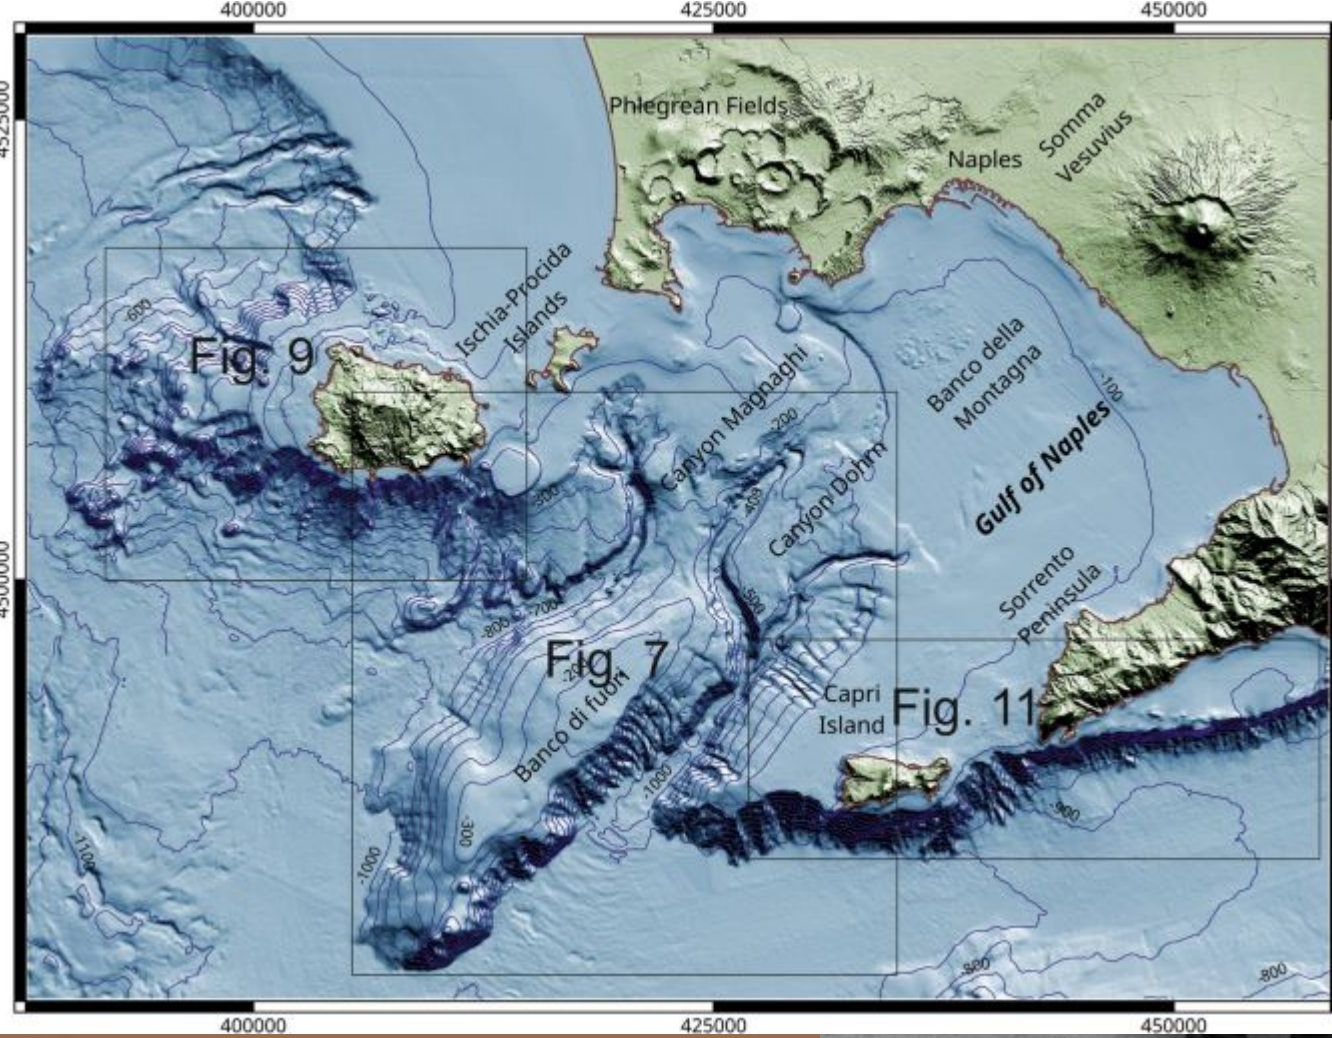 400000
425000
450000
4525000
Phlegrean Fields
Somma
Vesuvius
Naples
Ischia-Procida
Islands
-600
Fig. 9
Banco della
Montagna
-100
Canyon Magnaghi
-200
Gulf of Naples
Canyon Dohrn
-300
-400
4500000
-500
Sorrento
Peninsula
-700
-800
Fig. 7
-200
Banco di fuori
Capri
Island
Fig. 11
-1000
-900
-300
-1100
-1000
-800
-800
400000
425000
450000